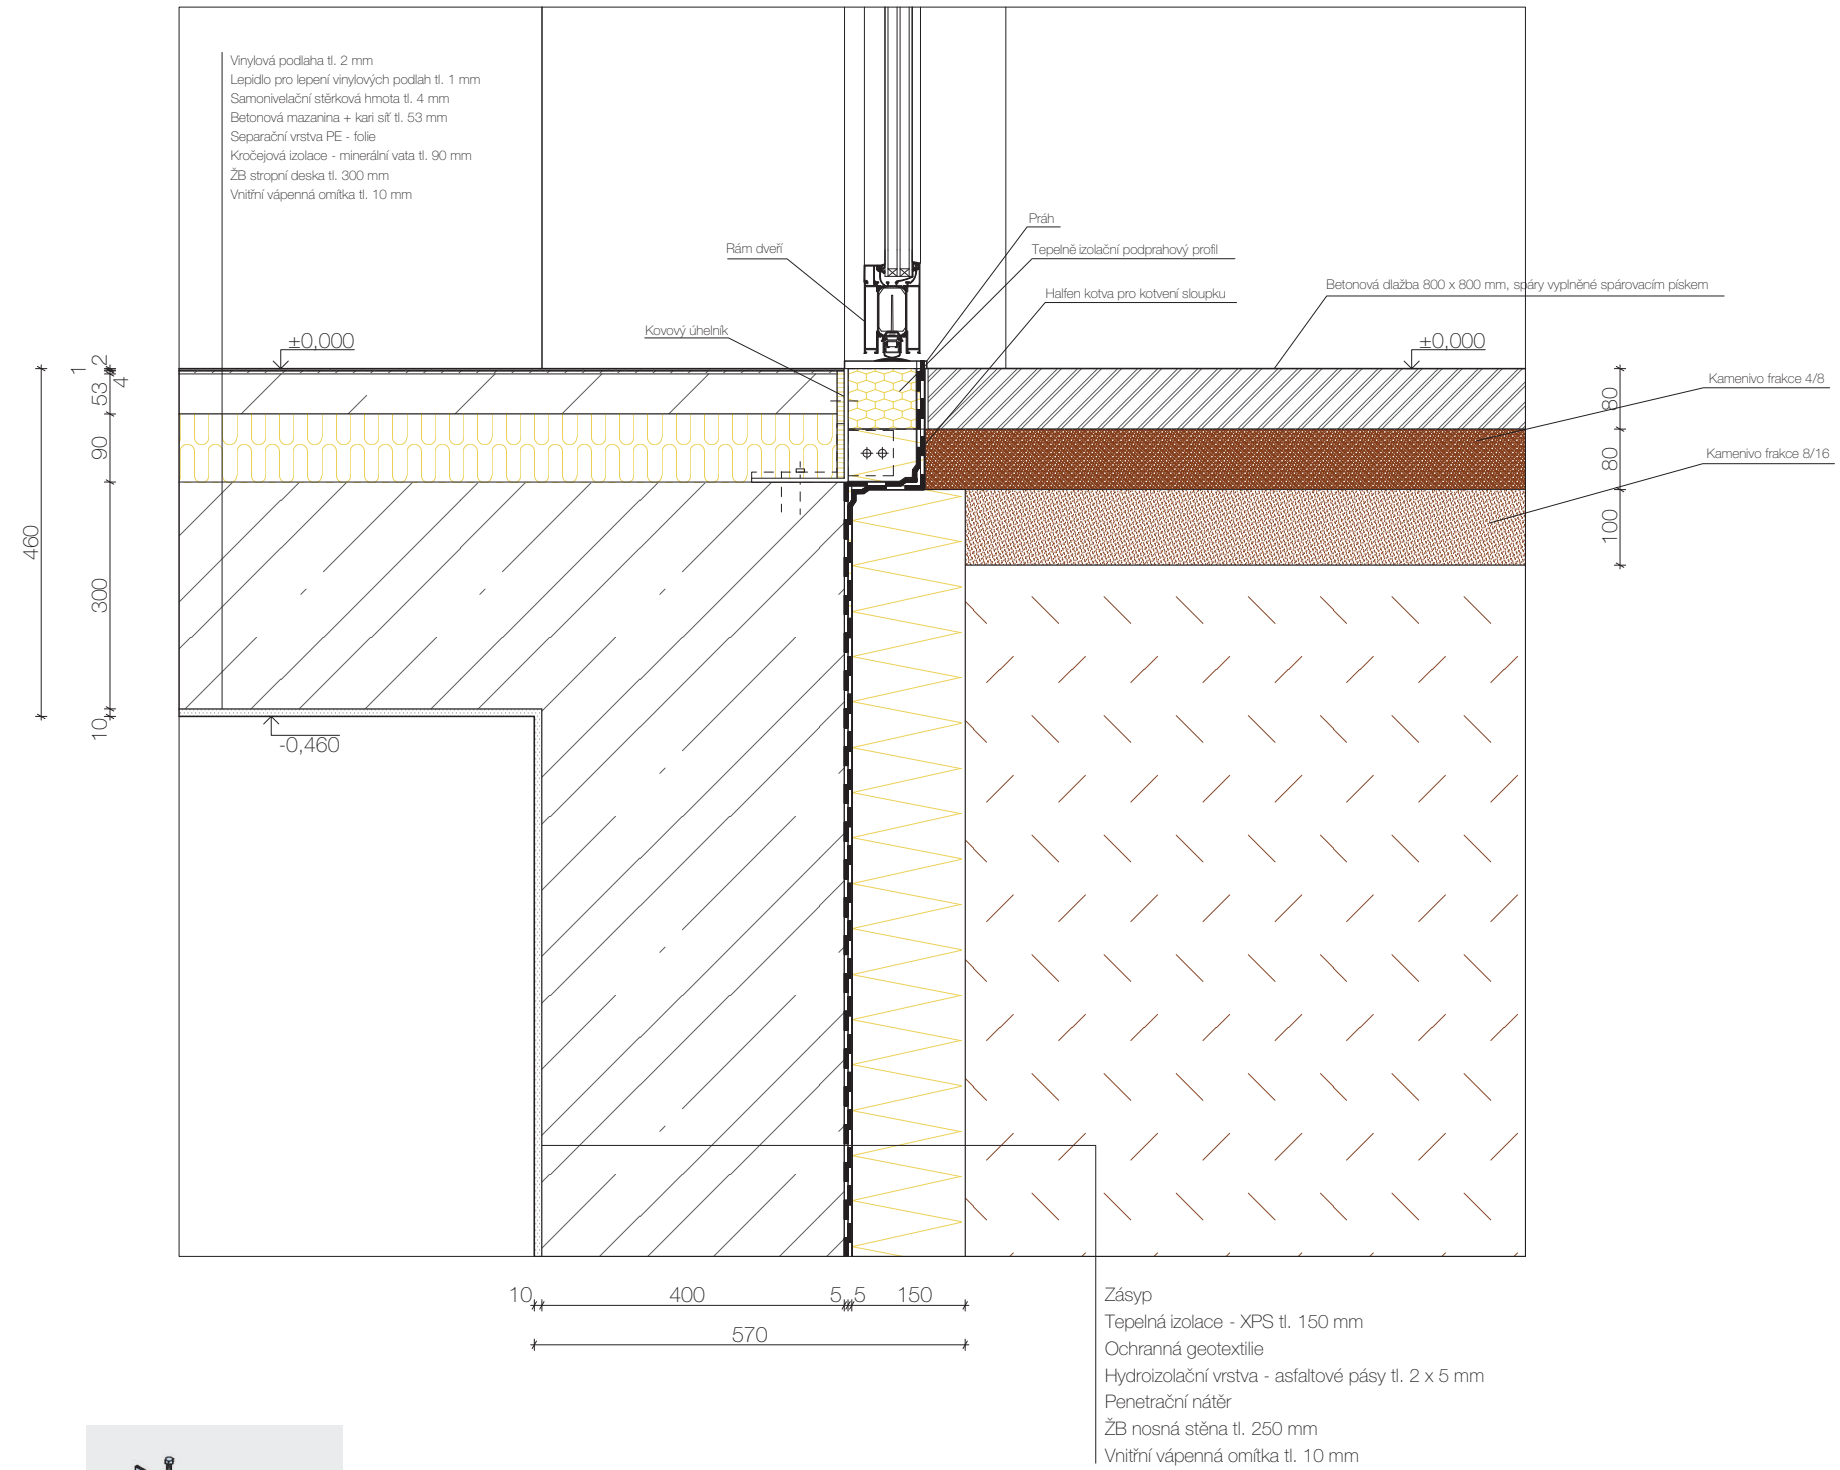 Vinylová podlaha tl. 2 mm
Lepidlo pro lepení vinylových podlah tl. 1 mm
Samonivelační stěrková hmota tl. 4 mm
Betonová mazanina + kari síť tl. 53 mm
Separační vrstva PE - folie
Kročejová izolace - minerální vata tl. 90 mm
ŽB stropní deska tl. 300 mm
Vnitřní vápenná omítka tl. 10 mm
Práh
Rám dveří
Tepelně izolační podprahový profil
Betonová dlažba 800 x 800 mm, spáry vyplněné spárovacím pískem
Halfen kotva pro kotvení sloupku
Kovový úhelník
±0,000
±0,000
Kamenivo frakce 4/8
Kamenivo frakce 8/16
1
2
4
53
90
460
300
10
80
80
100
-0,460
10
400
5
5
150
570
Zásyp
Tepelná izolace - XPS tl. 150 mm
Ochranná geotextilie
Hydroizolační vrstva - asfaltové pásy tl. 2 x 5 mm
Penetrační nátěr
ŽB nosná stěna tl. 250 mm
Vnitřní vápenná omítka tl. 10 mm